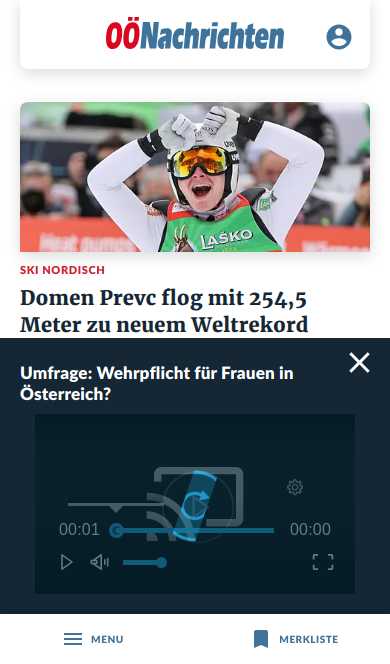 OÖNachrichten
LAŠKO
SKI NORDISCH
Domen Prevc flog mit 254,5
Meter zu neuem Weltrekord
Umfrage: Wehrpflicht für Frauen in
Österreich?
00:01
00:00
MENU
MERKLISTE